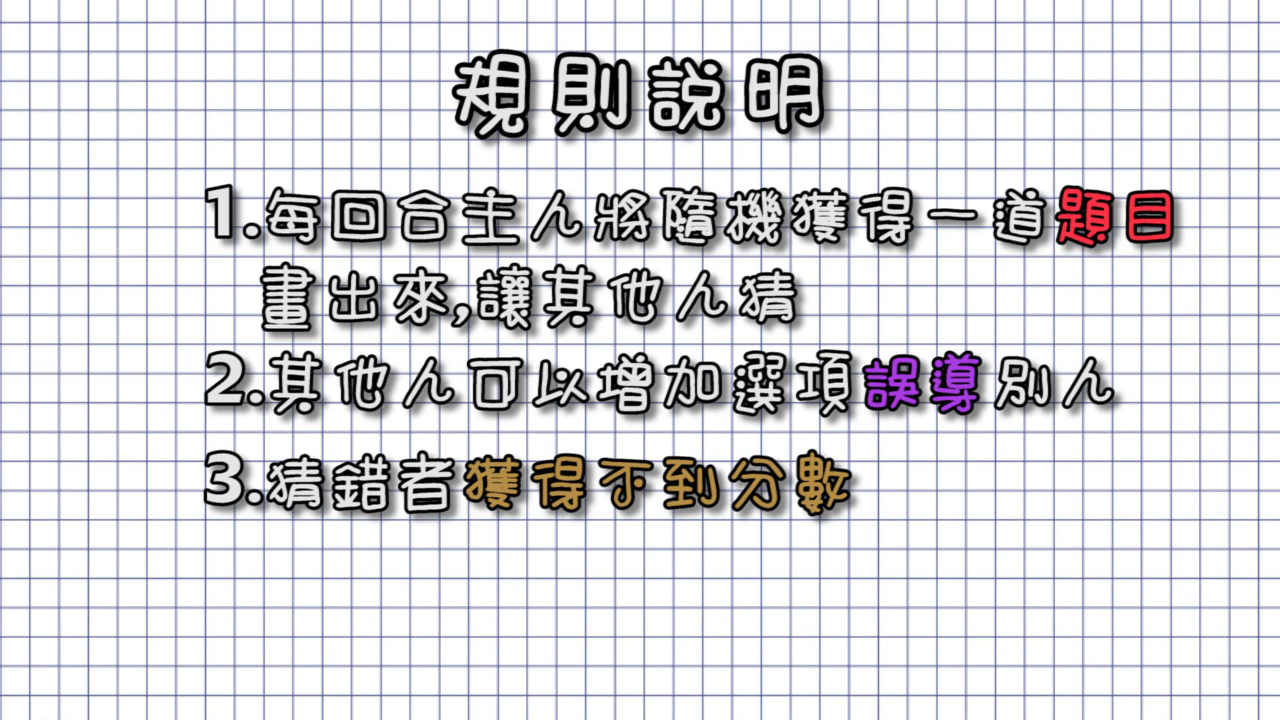 規則說明
1.每回合主人將隨機獲得一道題目
畫出來,讓其他人猜
2.其他人可以增加選項誤導別人
3.猜錯者獲得不到分數